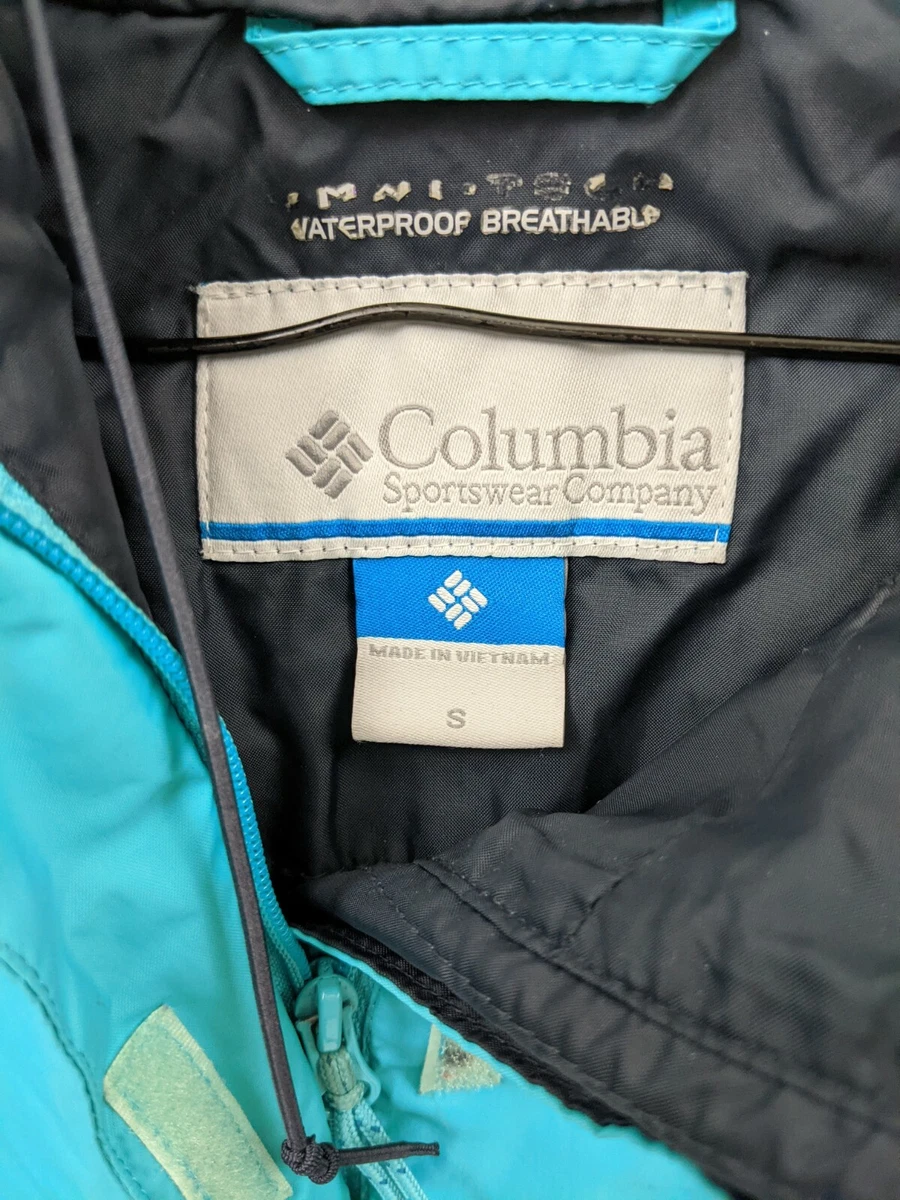 WATERPROOF BREATHABLE
Columbia
Sportswear Company
MADE IN VIETNAM
S